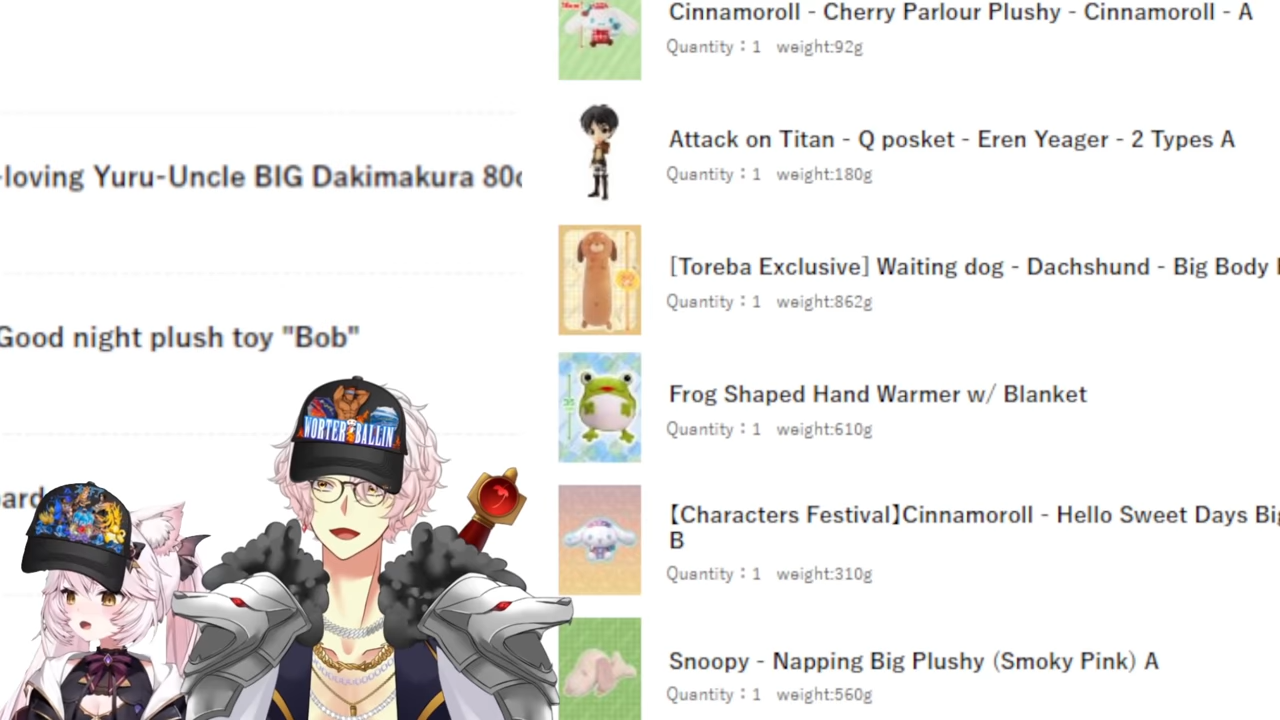 -loving Yuru-Uncle BIG Dakimakura 80c
Good night plush toy "Bob"
ard
WORTER BALLIN
Cinnamoroll - Cherry Parlour Plushy - Cinnamoroll - A
Quantity：1 weight:92g
Attack on Titan - Q posket - Eren Yeager - 2 Types A
Quantity：1 weight:180g
[Toreba Exclusive] Waiting dog - Dachshund - Big Body
Quantity：1 weight:862g
Frog Shaped Hand Warmer w/ Blanket
Quantity：1 weight:610g
【Characters Festival】Cinnamoroll - Hello Sweet Days Big
B
Quantity：1 weight:310g
Snoopy - Napping Big Plushy (Smoky Pink) A
Quantity：1 weight:560g